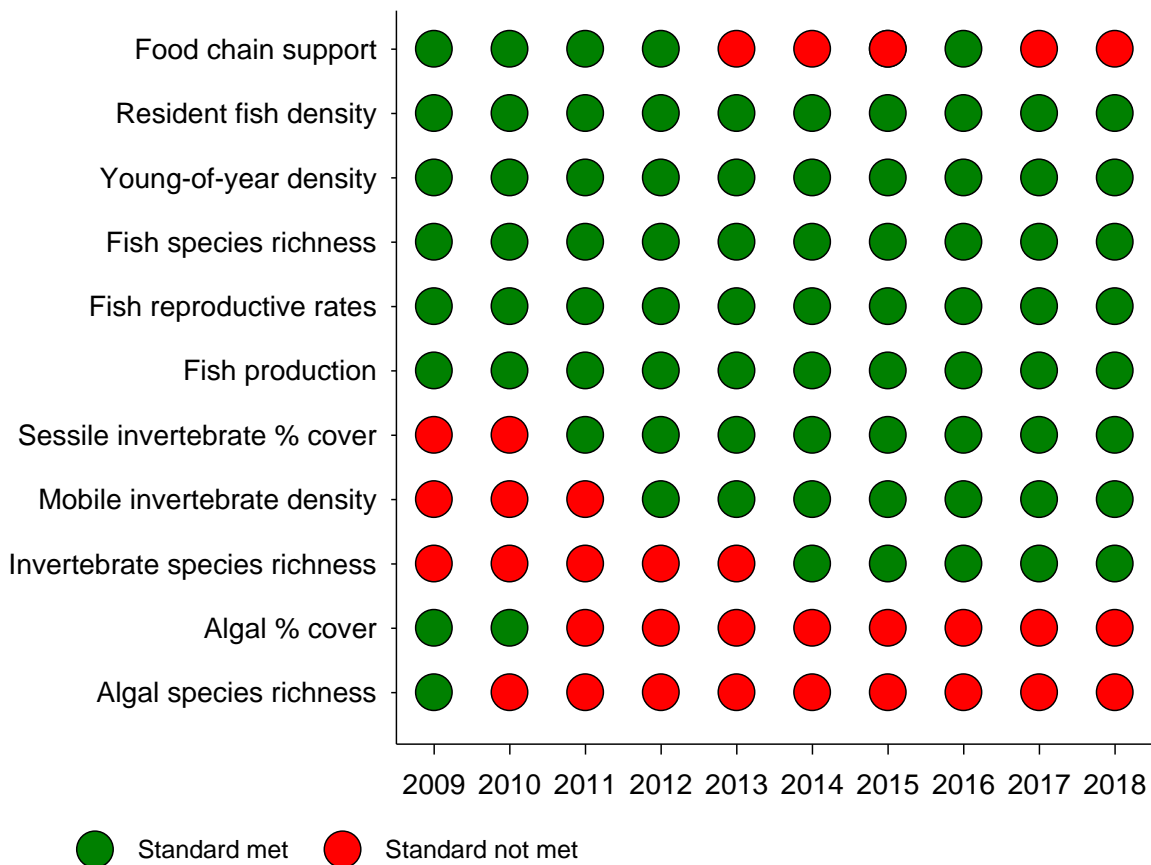 Food chain support
Resident fish density
Young-of-year density
Fish species richness
Fish reproductive rates
Fish production
Sessile invertebrate % cover
Mobile invertebrate density
Invertebrate species richness
Algal % cover
Algal species richness
2009 2010 2011 2012 2013 2014 2015 2016 2017 2018
Standard met Standard not met